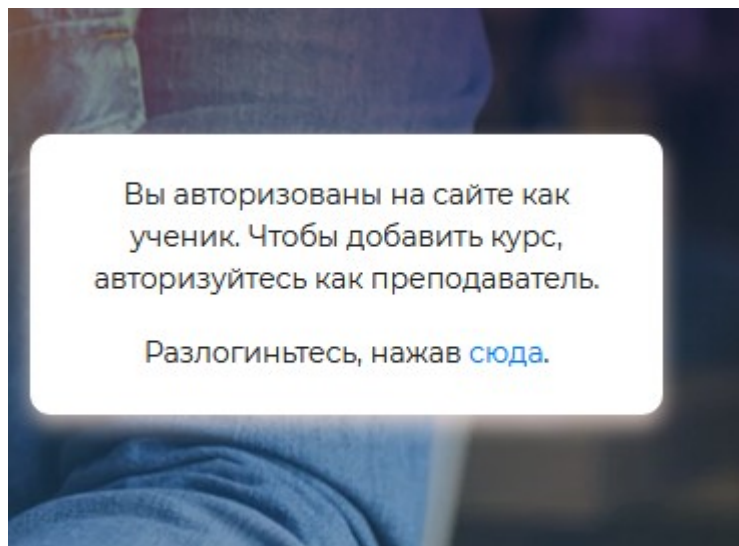 Вы авторизованы на сайте как
ученик. Чтобы добавить курс,
авторизуйтесь как преподаватель.
Разлогиньтесь, нажав сюда.